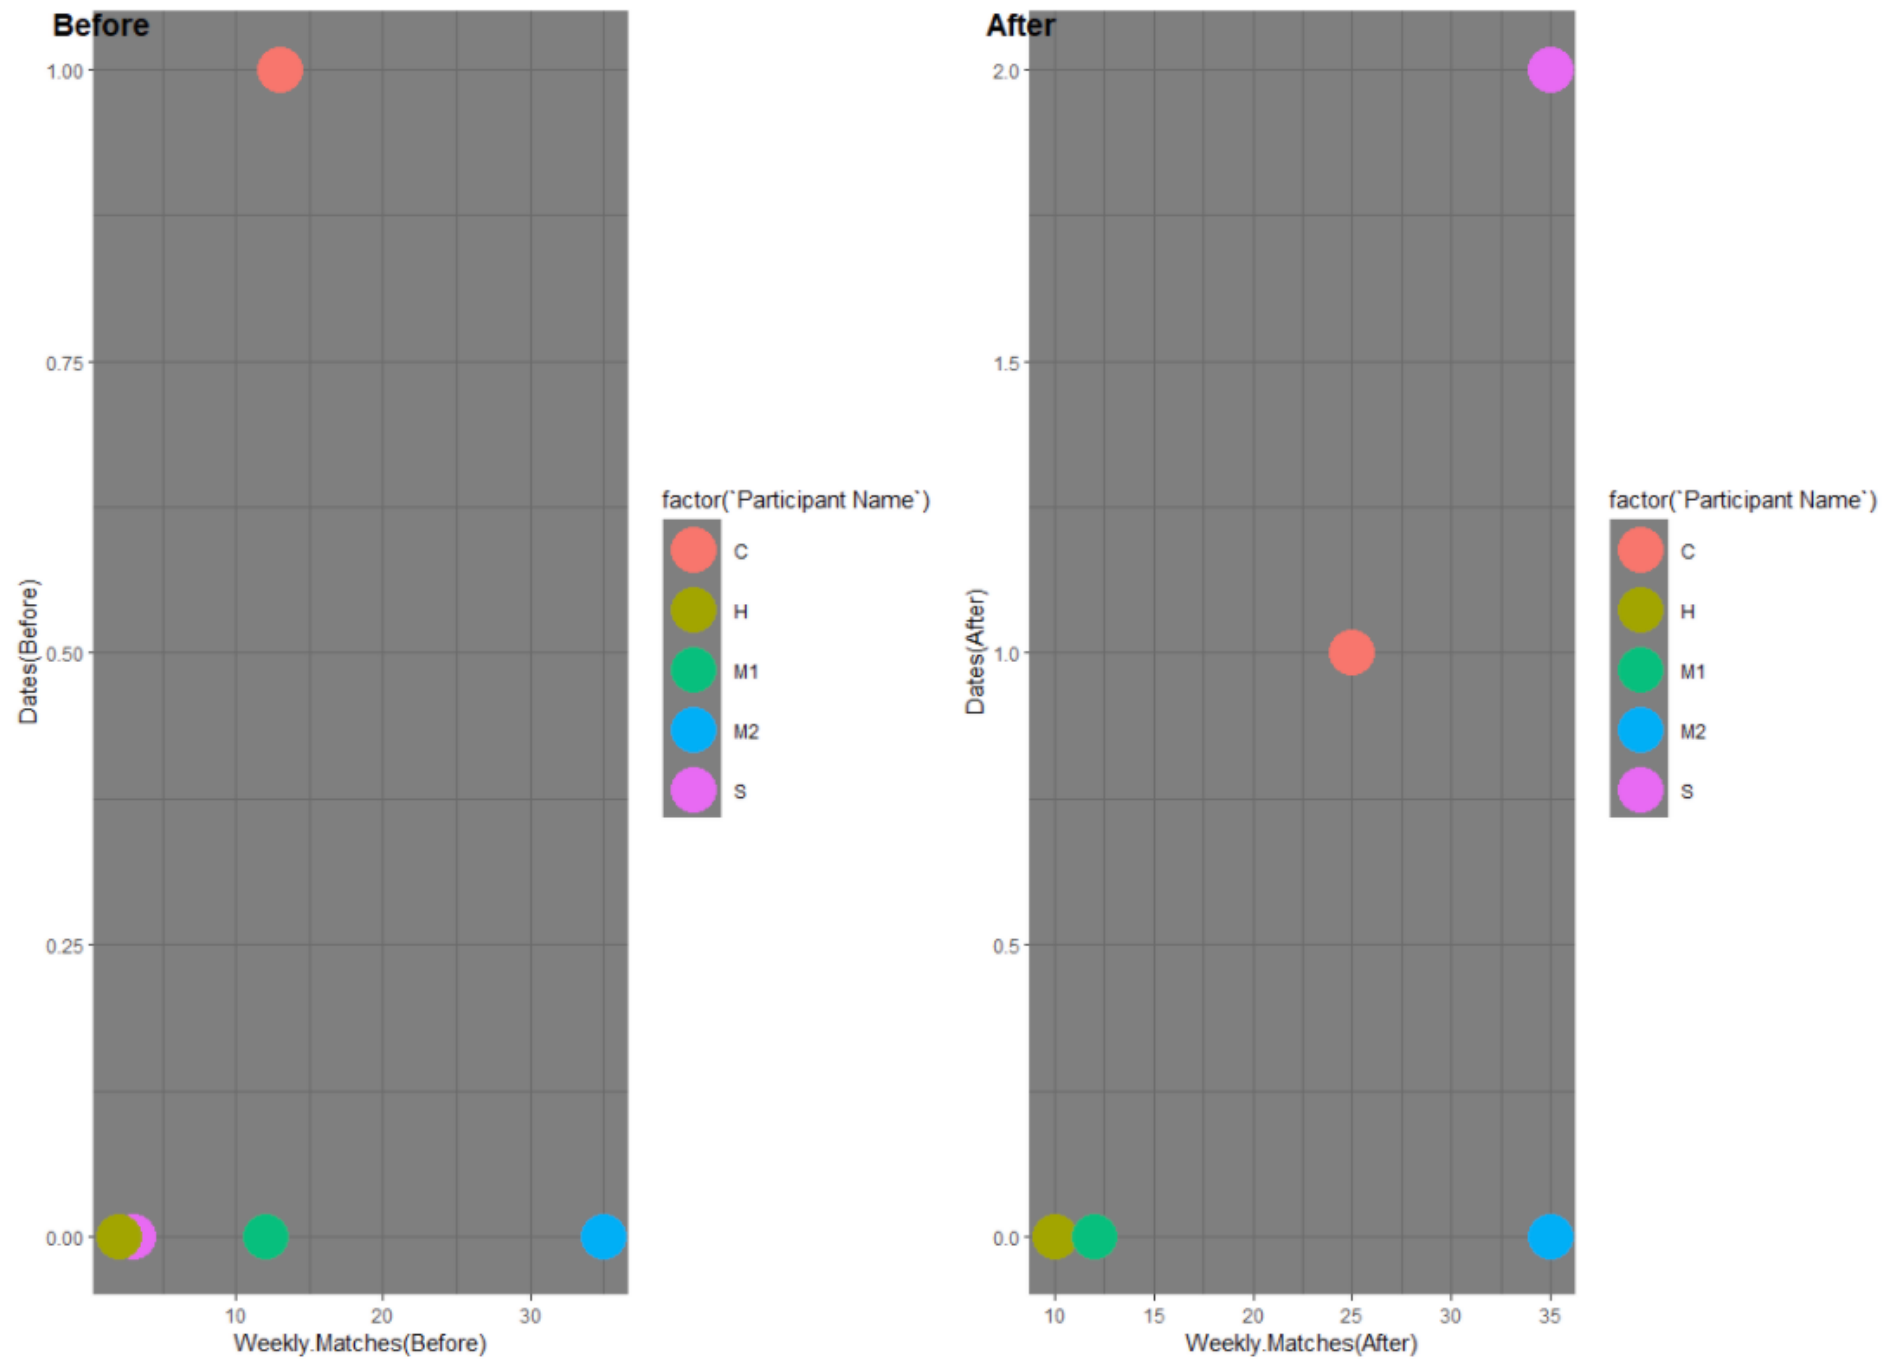 Before
1.00
0.75
0.50
0.25
0.00
Dates(Before)
10 20 30
Weekly.Matches(Before)
factor(`Participant Name`)
C
H
M1
M2
S
After
2.0
1.5
1.0
0.5
0.0
Dates(After)
10 15 20 25 30 35
Weekly.Matches(After)
factor(`Participant Name`)
C
H
M1
M2
S